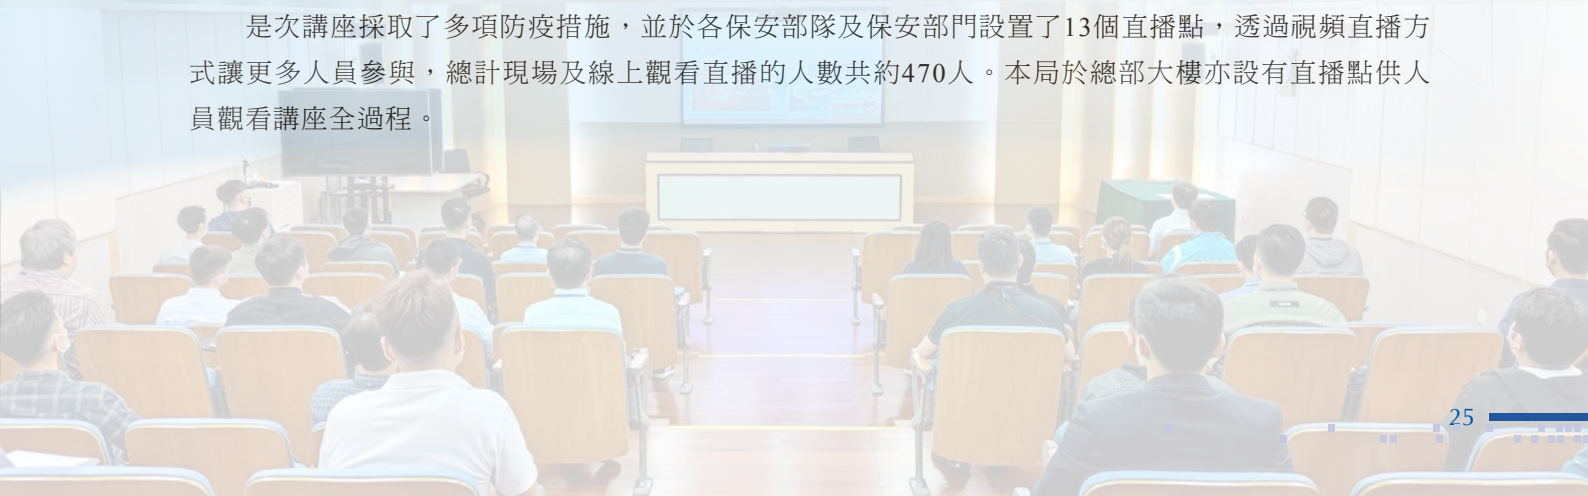 是次講座採取了多項防疫措施，並於各保安部隊及保安部門設置了13個直播點，透過視頻直播方
式讓更多人員參與，總計現場及線上觀看直播的人數共約470人。本局於總部大樓亦設有直播點供人
員觀看講座全過程。
25